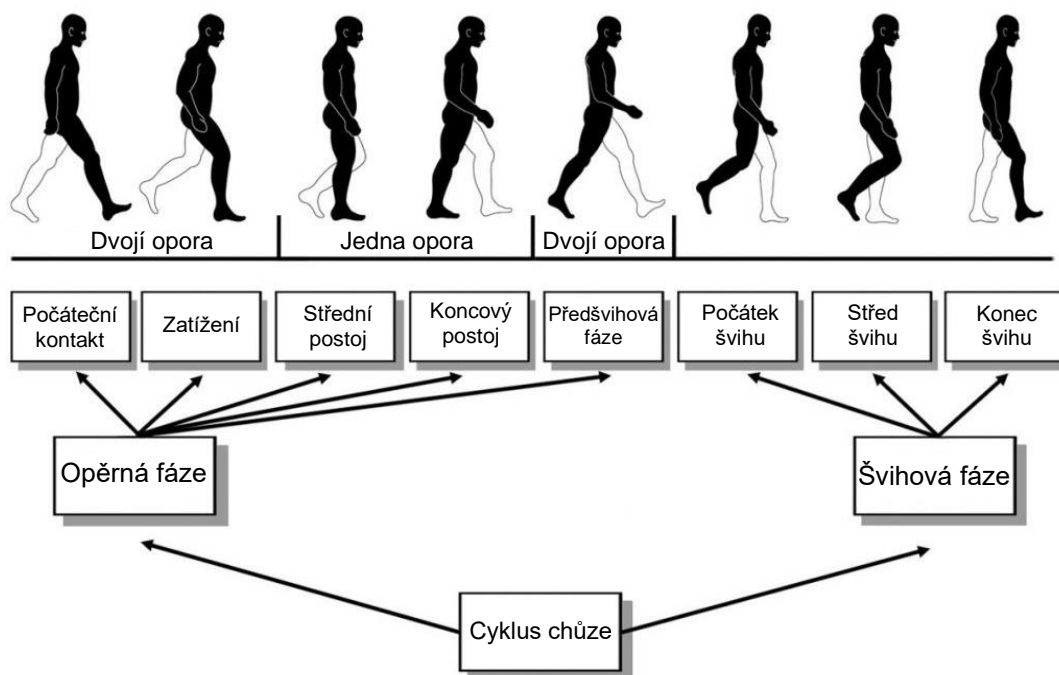 Dvojí opora
Jedna opora
Dvojí opora
Počáteční
kontakt
Zatížení
Střední
postoj
Koncový
postoj
Předšvihová
fáze
Počátek
švihu
Střed
švihu
Konec
švihu
Opěrná fáze
Švihová fáze
Cyklus chůze